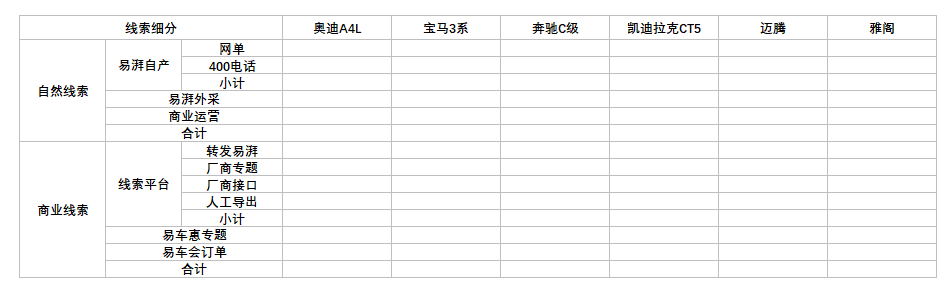 线索细分 奥迪A4L 宝马3系 奔驰C级 凯迪拉克CT5 迈腾 雅阁
自然线索 易湃自产 网单
400电话
小计
易湃外采
商业运营
合计
商业线索 线索平台 转发易湃
厂商专题
厂商接口
人工导出
小计
易车惠专题
易车会订单
合计